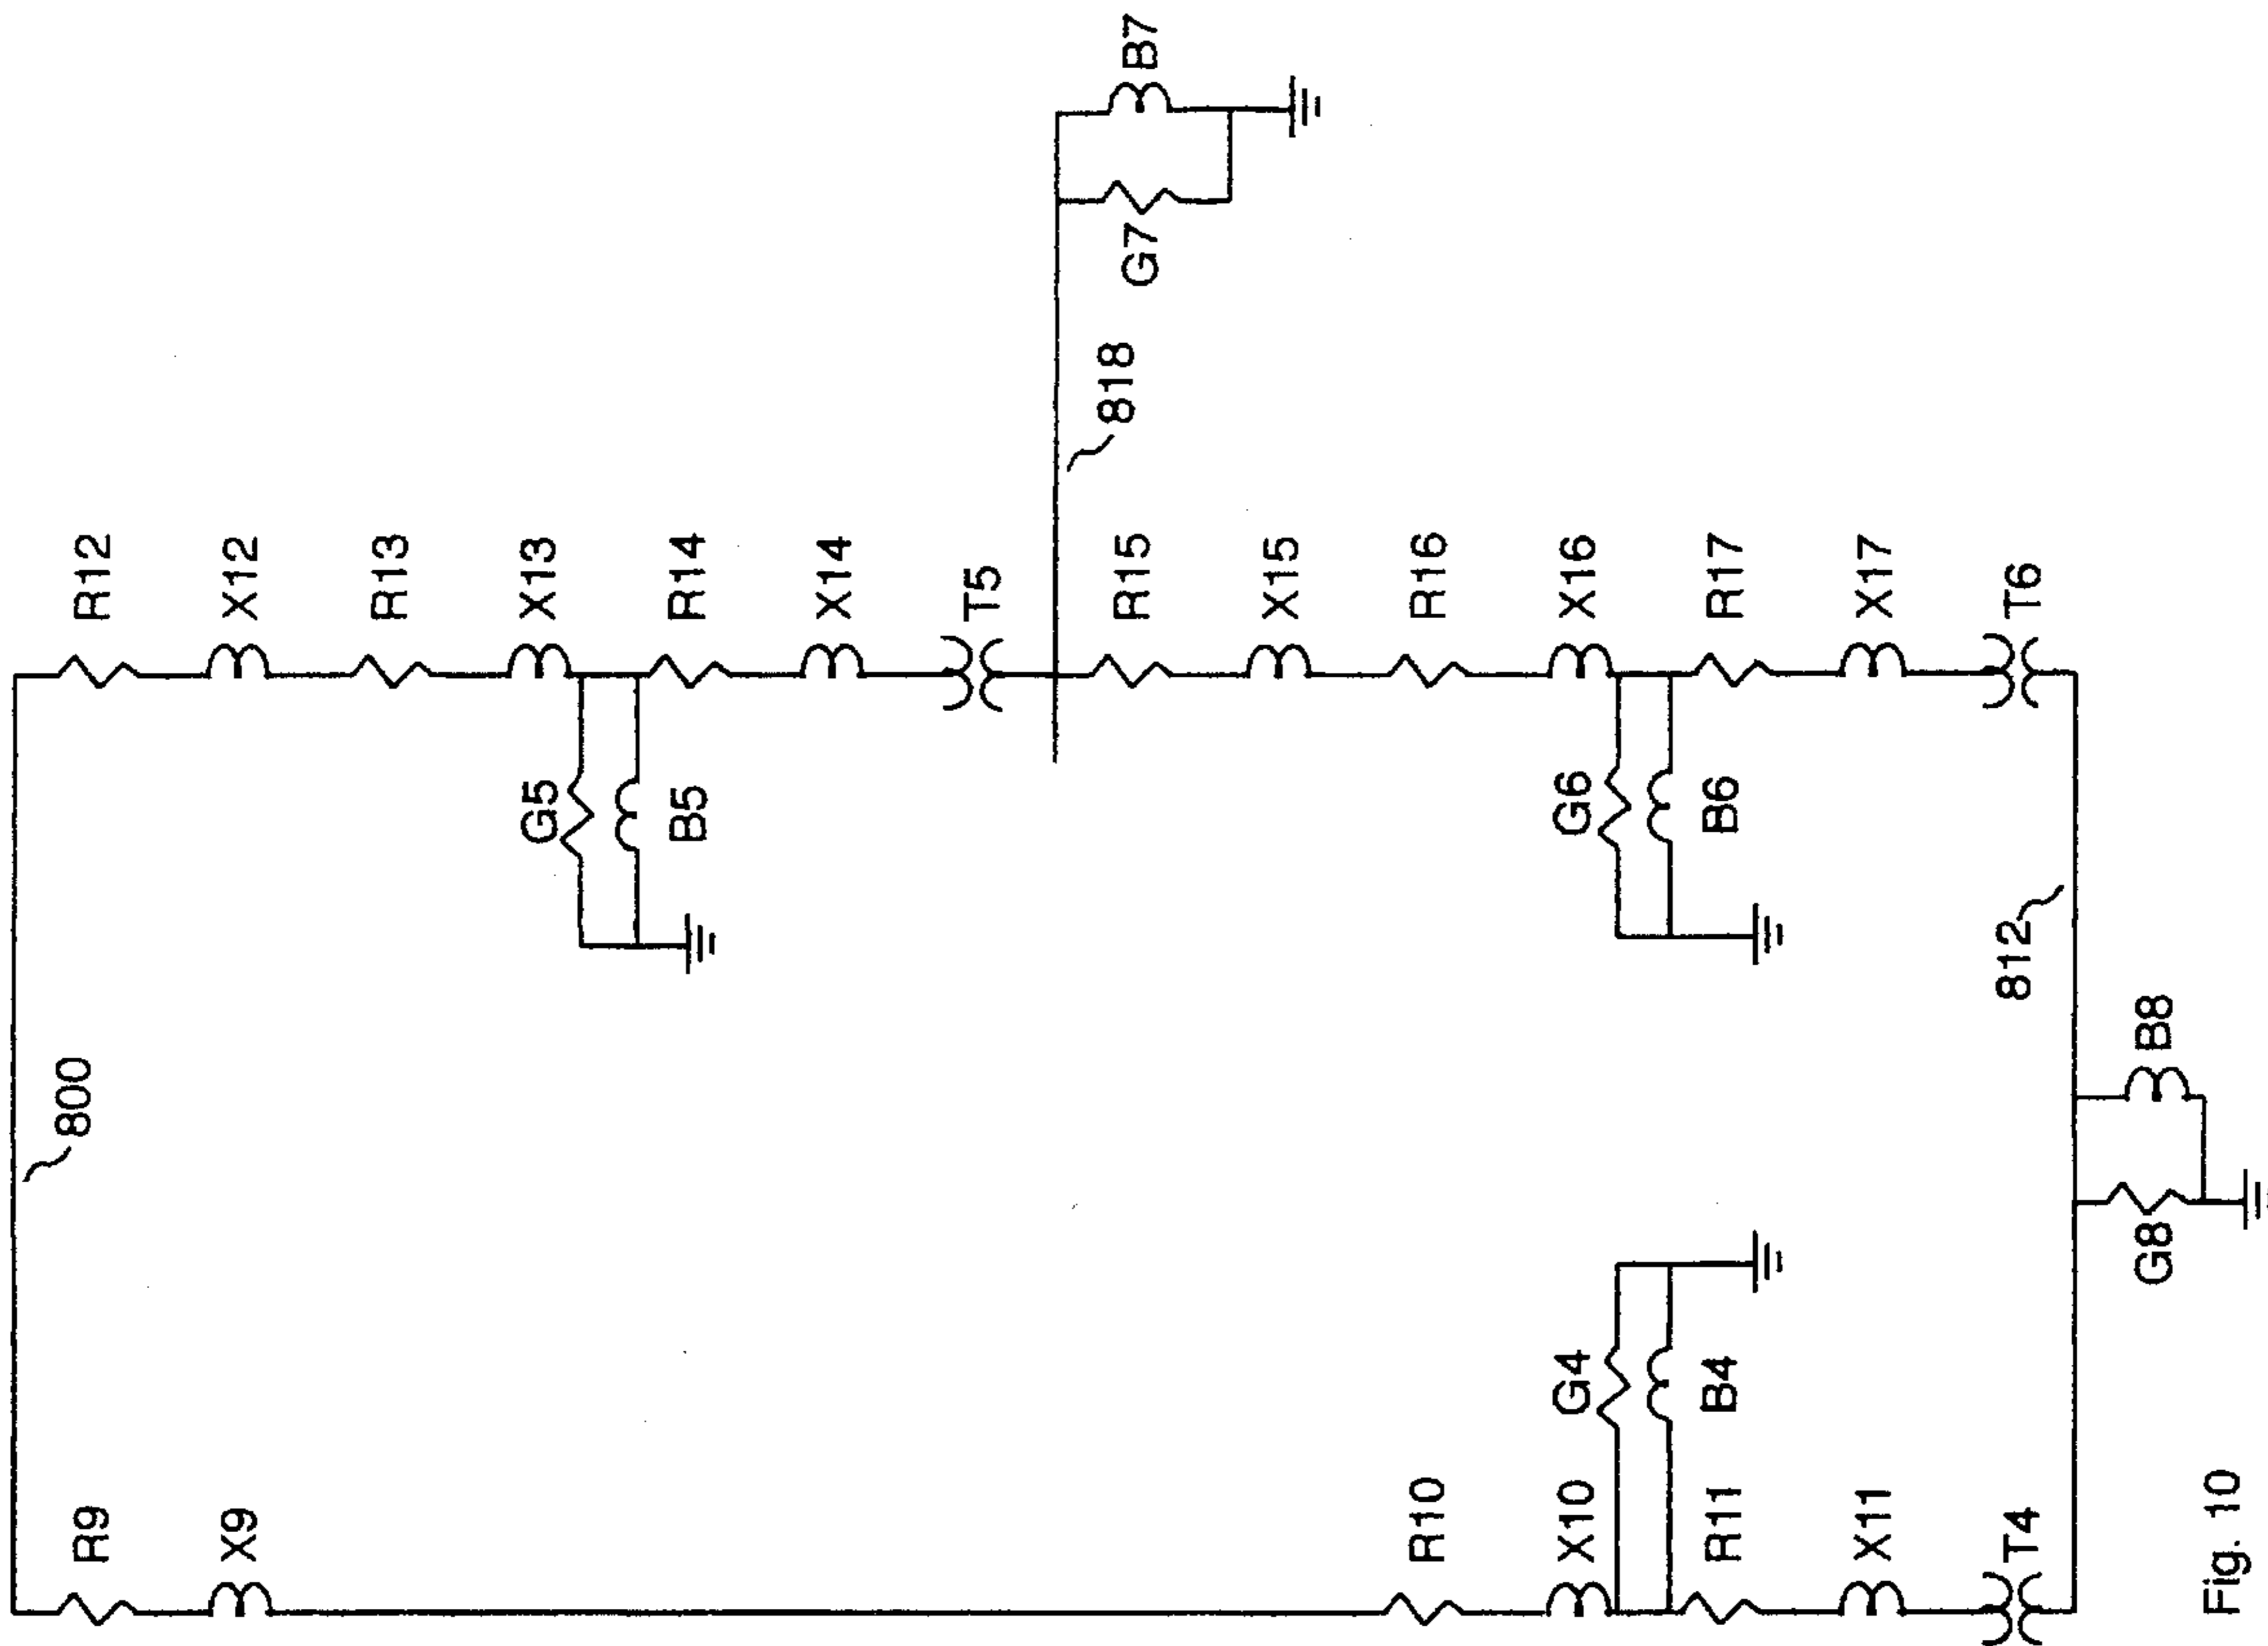 800
R9
X9
R12
X12
R13
X13
G5
B5
R14
X14
T5
818
G7
B7
R15
X15
R16
X16
G6
B6
R17
X17
T6
R10
X10
G4
B4
R11
X11
T4
812
G8
B8
Fig. 10